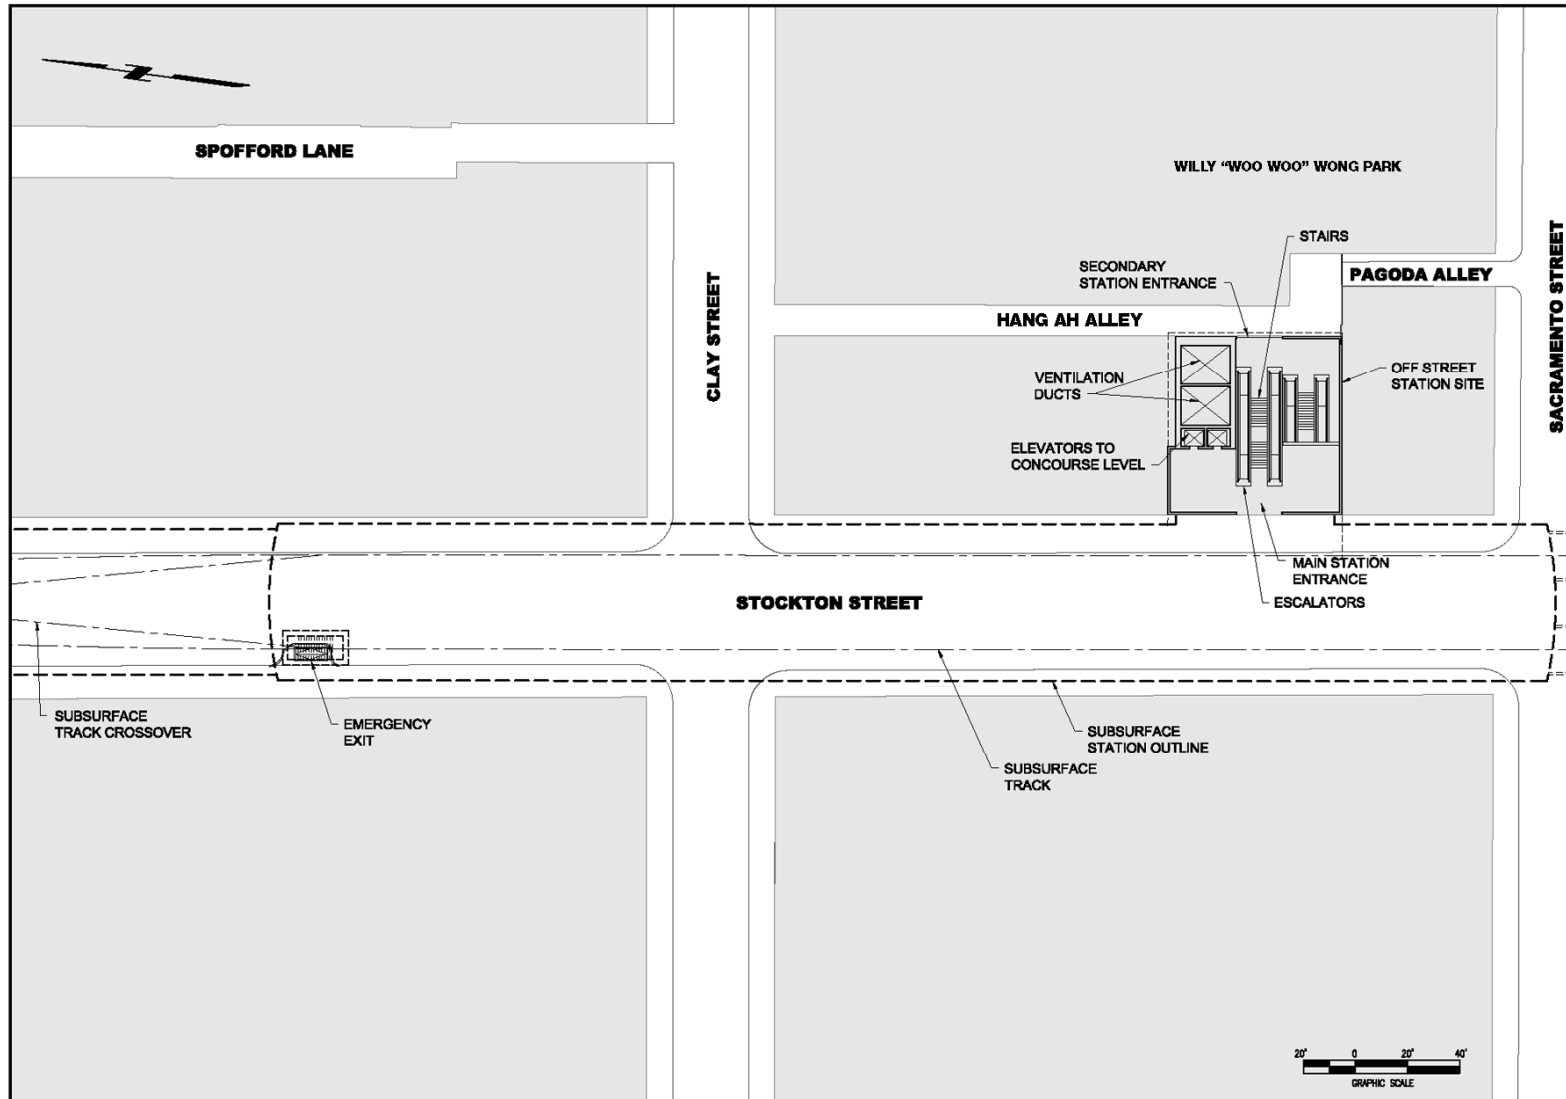 SPOFFORD LANE
WILLY “WOO WOO” WONG PARK
STAIRS
SECONDARY
STATION ENTRANCE
PAGODA ALLEY
HANG AH ALLEY
CLAY STREET
SACRAMENTO STREET
VENTILATION
DUCTS
OFF STREET
STATION SITE
ELEVATORS TO
CONCOURSE LEVEL
MAIN STATION
ENTRANCE
ESCALATORS
STOCKTON STREET
SUBSURFACE
TRACK CROSSOVER
EMERGENCY
EXIT
SUBSURFACE
STATION OUTLINE
SUBSURFACE
TRACK
20' 0 20' 40'
GRAPHIC SCALE